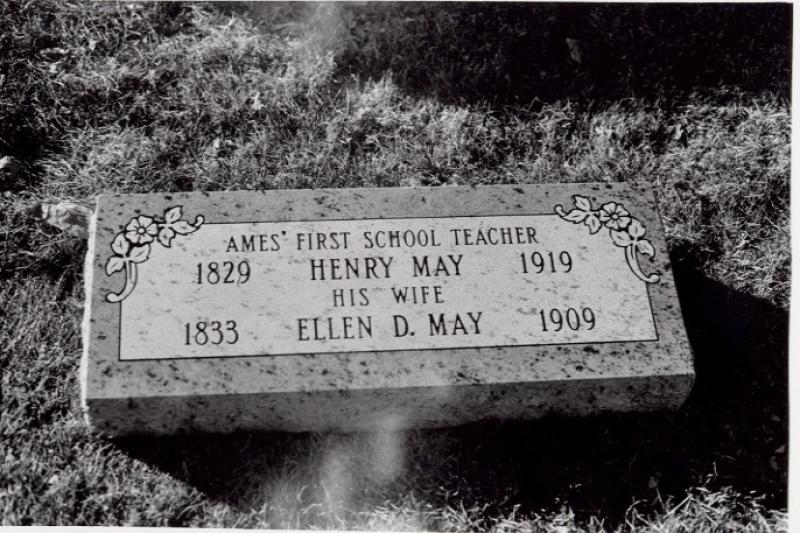 AMES' FIRST SCHOOL TEACHER
1829 HENRY MAY 1919
HIS WIFE
1833 ELLEN D. MAY 1909